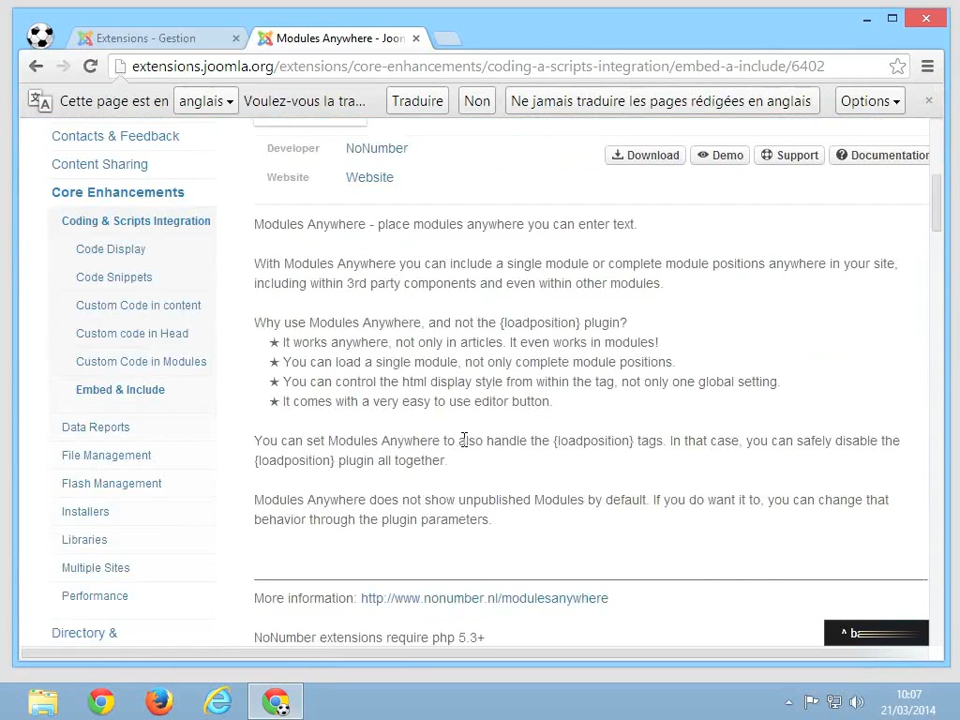 Extensions - Gestion
Modules Anywhere - Joon
extensions.joomla.org/extensions/core-enhancements/coding-a-scripts-integration/embed-a-include/6402
Cette page est en anglais Voulez-vous la tra... Traduire Non Ne jamais traduire les pages rédigées en anglais Options
Contacts & Feedback
Content Sharing
Core Enhancements
Coding & Scripts Integration
Code Display
Code Snippets
Custom Code in content
Custom code in Head
Custom Code in Modules
Embed & Include
Data Reports
File Management
Flash Management
Installers
Libraries
Multiple Sites
Performance
Directory &
Developer NoNumber
Website Website
Download Demo Support Documentation
Modules Anywhere - place modules anywhere you can enter text.
With Modules Anywhere you can include a single module or complete module positions anywhere in your site,
including within 3rd party components and even within other modules.
Why use Modules Anywhere, and not the {loadposition} plugin?
★ It works anywhere, not only in articles. It even works in modules!
★ You can load a single module, not only complete module positions.
★ You can control the html display style from within the tag, not only one global setting.
★ It comes with a very easy to use editor button.
You can set Modules Anywhere to also handle the {loadposition} tags. In that case, you can safely disable the
{loadposition} plugin all together.
Modules Anywhere does not show unpublished Modules by default. If you do want it to, you can change that
behavior through the plugin parameters.
More information: http://www.nonumber.nl/modulesanywhere
NoNumber extensions require php 5.3+
10:07
21/03/2014